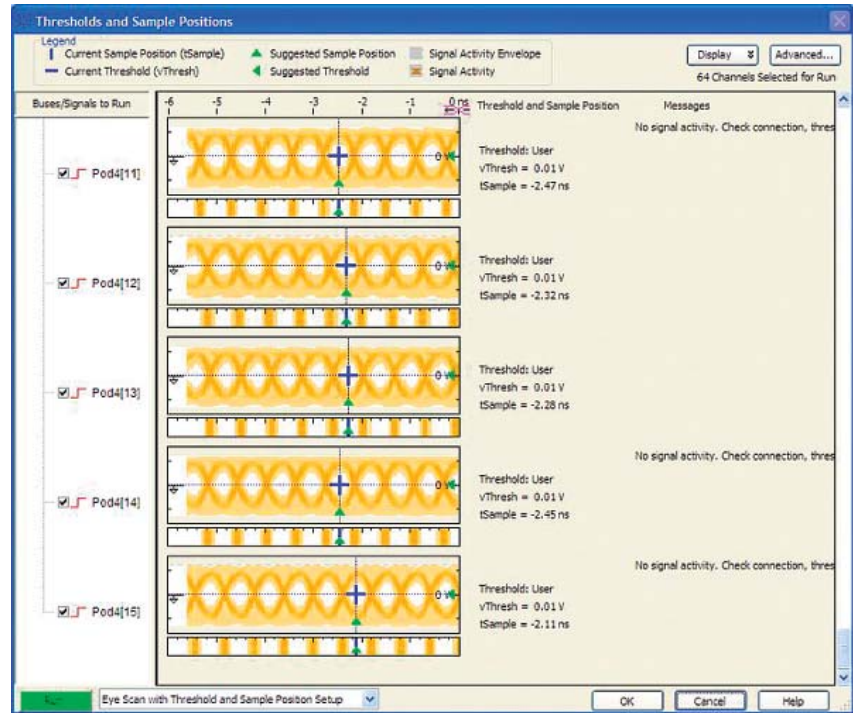 Thresholds and Sample Positions
Legend
Current Sample Position (tSample)
Suggested Sample Position
Signal Activity Envelope
Current Threshold (vThresh)
Suggested Threshold
Signal Activity
Display
Advanced...
64 Channels Selected for Run
Buses/Signals to Run
-6 -5 -4 -3 -2 -1 0 ns
Threshold and Sample Position
Messages
No signal activity. Check connection, thres
Pod4[11]
0 V
Threshold: User
vThresh = 0.01 V
tSample = -2.47 ns
Pod4[12]
0 V
Threshold: User
vThresh = 0.01 V
tSample = -2.32 ns
Pod4[13]
0 V
Threshold: User
vThresh = 0.01 V
tSample = -2.28 ns
No signal activity. Check connection, thres
Pod4[14]
0 V
Threshold: User
vThresh = 0.01 V
tSample = -2.45 ns
No signal activity. Check connection, thres
Pod4[15]
0 V
Threshold: User
vThresh = 0.01 V
tSample = -2.11 ns
Run
Eye Scan with Threshold and Sample Position Setup
OK
Cancel
Help